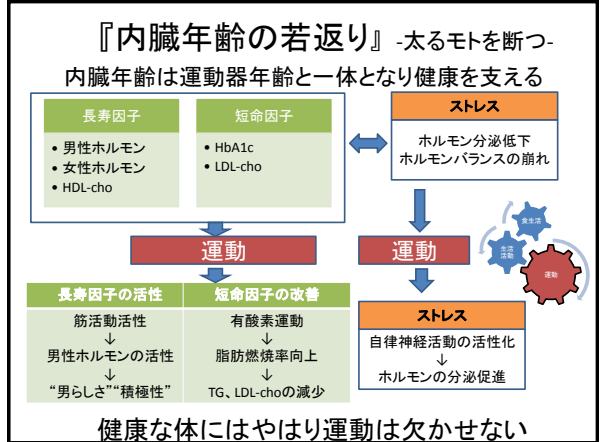 『内臓年齢の若返り』 -太るモトを断つ-
内臓年齢は運動器年齢と一体となり健康を支える
長寿因子
• 男性ホルモン
• 女性ホルモン
• HDL-cho
短命因子
• HbA1c
• LDL-cho
ストレス
ホルモン分泌低下
ホルモンバランスの崩れ
運動
運動
食生活
生活
活動
運動
長寿因子の活性
筋活動活性
↓
男性ホルモンの活性
↓
“男らしさ”“積極性”
短命因子の改善
有酸素運動
↓
脂肪燃焼率向上
↓
TG、LDL-choの減少
ストレス
自律神経活動の活性化
↓
ホルモンの分泌促進
健康な体にはやはり運動は欠かせない